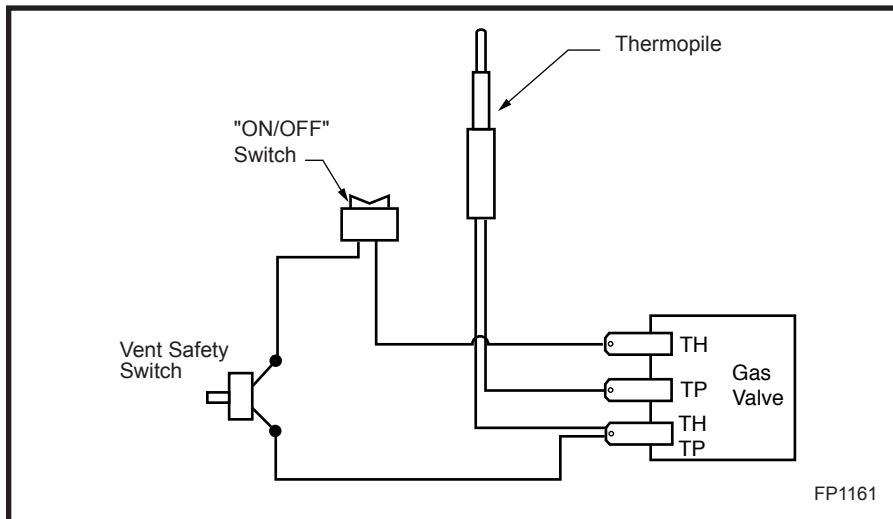 Thermopile
"ON/OFF"
Switch
Vent Safety
Switch
TH
TP
TH
TP
Gas
Valve
FP1161